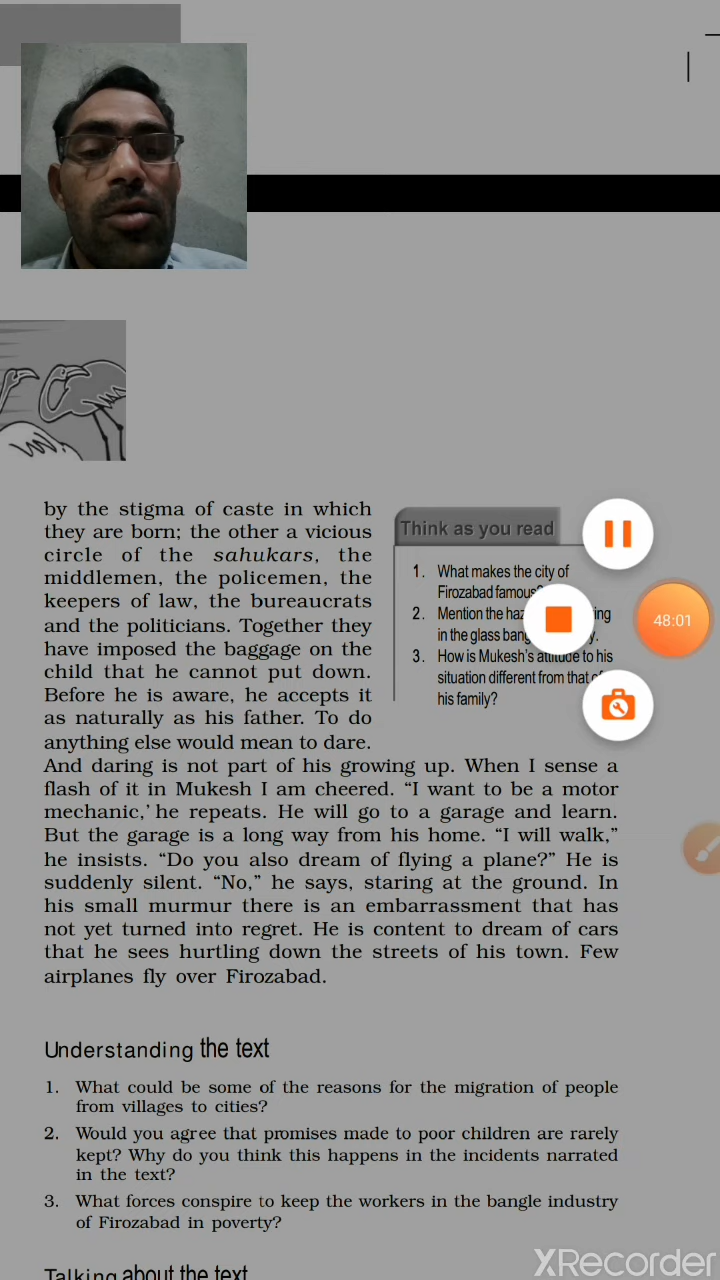 by the stigma of caste in which
they are born; the other a vicious
circle of the sahukars, the
middlemen, the policemen, the
keepers of law, the bureaucrats
and the politicians. Together they
have imposed the baggage on the
child that he cannot put down.
Before he is aware, he accepts it
as naturally as his father. To do
anything else would mean to dare.
Think as you read
1. What makes the city of
Firozabad famous?
2. Mention the
in the glass
3. How is Mukesh's attitude to his
situation different from that
his family?
48:01
And daring is not part of his growing up. When I sense a
flash of it in Mukesh I am cheered. “I want to be a motor
mechanic,’ he repeats. He will go to a garage and learn.
But the garage is a long way from his home. “I will walk,”
he insists. “Do you also dream of flying a plane?” He is
suddenly silent. “No,” he says, staring at the ground. In
his small murmur there is an embarrassment that has
not yet turned into regret. He is content to dream of cars
that he sees hurtling down the streets of his town. Few
airplanes fly over Firozabad.
Understanding the text
1. What could be some of the reasons for the migration of people
from villages to cities?
2. Would you agree that promises made to poor children are rarely
kept? Why do you think this happens in the incidents narrated
in the text?
3. What forces conspire to keep the workers in the bangle industry
of Firozabad in poverty?
Talking about the text
XRecorder